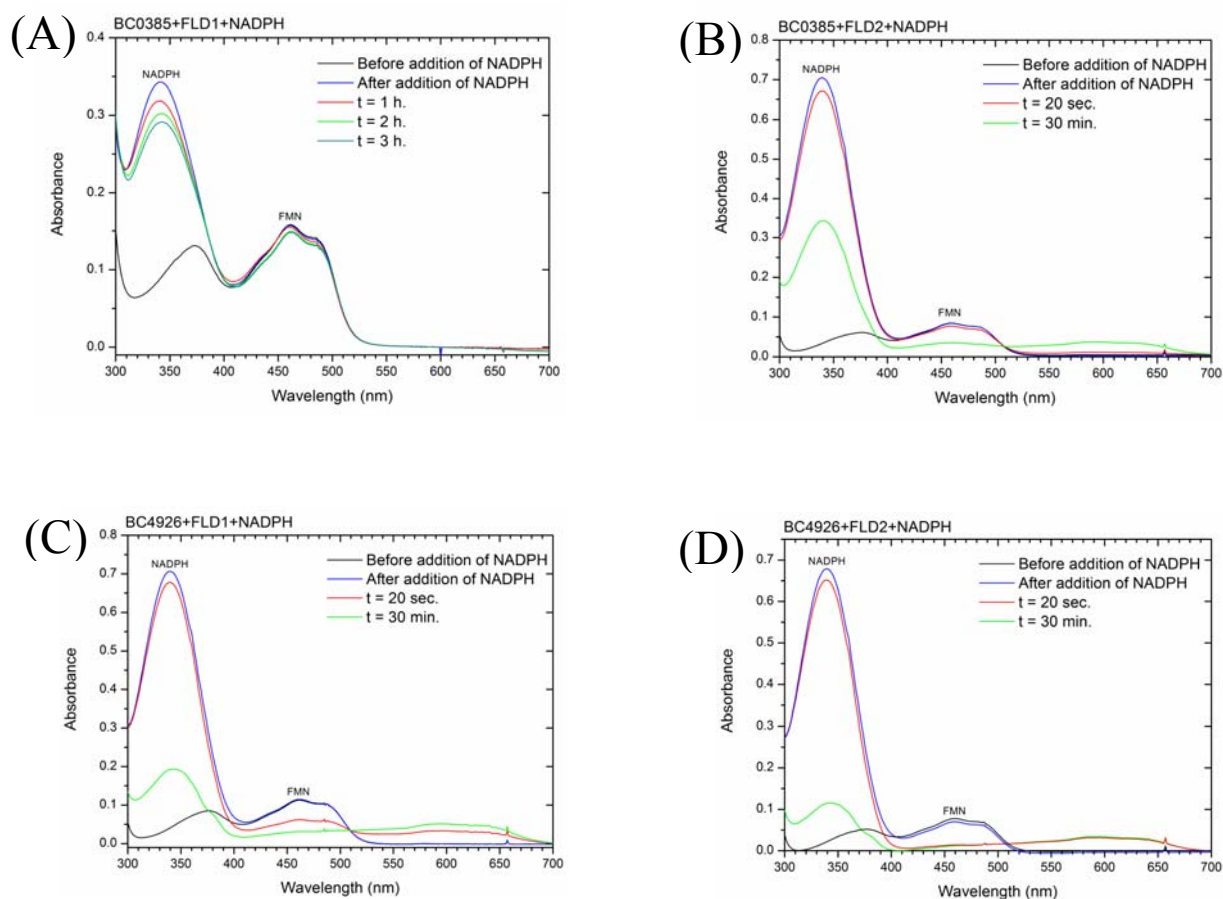 (A)
BC0385+FLD1+NADPH
0.4
0.3
0.2
0.1
0.0
Absorbance
NADPH
FMN
Before addition of NADPH
After addition of NADPH
t = 1 h.
t = 2 h.
t = 3 h.
300 350 400 450 500 550 600 650 700
Wavelength (nm)
(B)
BC0385+FLD2+NADPH
0.8
0.7
0.6
0.5
0.4
0.3
0.2
0.1
0.0
Absorbance
NADPH
FMN
Before addition of NADPH
After addition of NADPH
t = 20 sec.
t = 30 min.
300 350 400 450 500 550 600 650 700
Wavelength (nm)
(C)
BC4926+FLD1+NADPH
0.8
0.7
0.6
0.5
0.4
0.3
0.2
0.1
0.0
Absorbance
NADPH
FMN
Before addition of NADPH
After addition of NADPH
t = 20 sec.
t = 30 min.
300 350 400 450 500 550 600 650 700
Wavelength (nm)
(D)
BC4926+FLD2+NADPH
0.7
0.6
0.5
0.4
0.3
0.2
0.1
0.0
Absorbance
NADPH
FMN
Before addition of NADPH
After addition of NADPH
t = 20 sec.
t = 30 min.
300 350 400 450 500 550 600 650 700
Wavelength (nm)